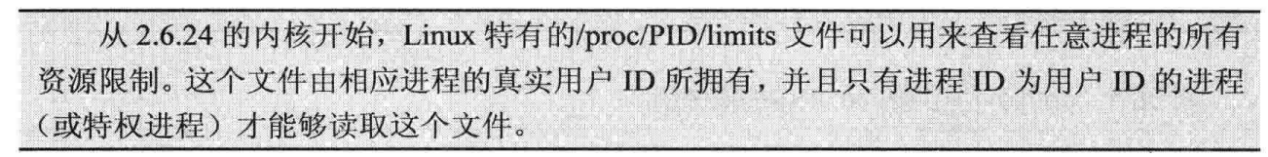 从 2.6.24 的内核开始，Linux 特有的/proc/PID/limits 文件可以用来查看任意进程的所有
资源限制。这个文件由相应进程的真实用户 ID 所拥有，并且只有进程 ID 为用户 ID 的进程
（或特权进程）才能够读取这个文件。